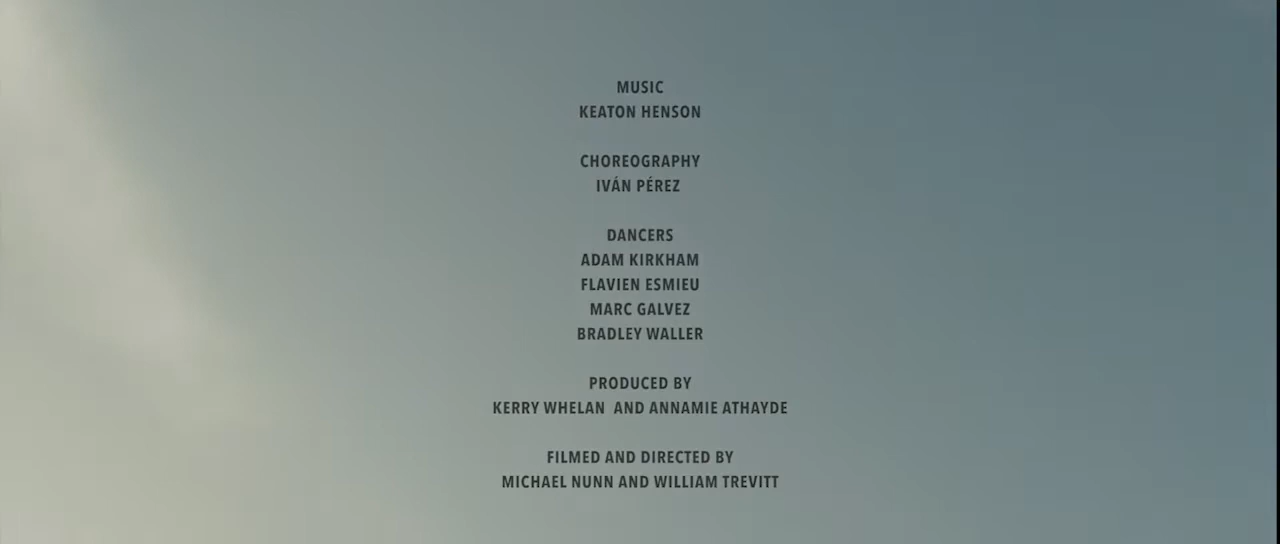 MUSIC
KEATON HENSON
CHOREOGRAPHY
IVÁN PÉREZ
DANCERS
ADAM KIRKHAM
FLAVIEN ESMIEU
MARC GALVEZ
BRADLEY WALLER
PRODUCED BY
KERRY WHELAN  AND ANNAMIE ATHAYDE
FILMED AND DIRECTED BY
MICHAEL NUNN AND WILLIAM TREVITT